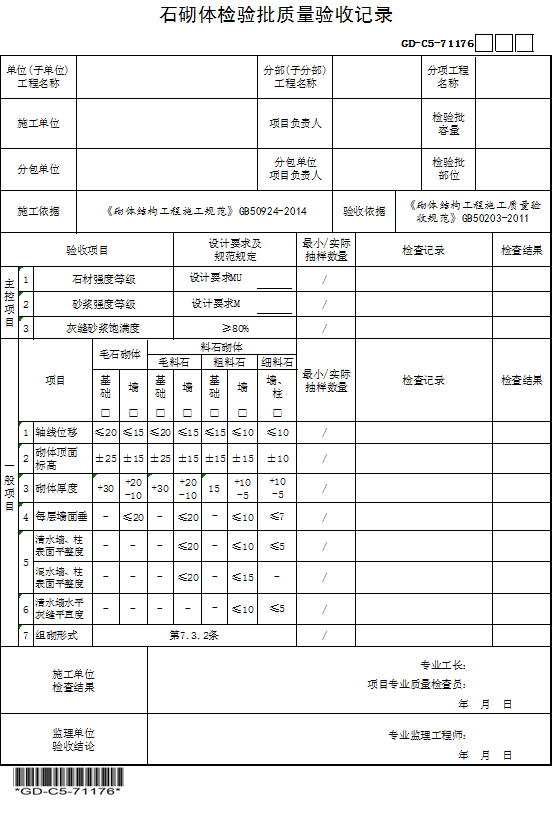 石砌体检验批质量验收记录
GD-C5-71176□□□
单位(子单位)
工程名称
分部(子分部)
工程名称
分项工程
名称
施工单位
项目负责人
检验批
容量
分包单位
分包单位
项目负责人
检验批
部位
施工依据
《砌体结构工程施工规范》GB50924-2014
验收依据
《砌体结构工程施工质量验
收规范》GB50203-2011
验收项目
设计要求及
规范规定
最小/实际
抽样数量
检查记录
检查结果
主控项目
1 石材强度等级 设计要求MU /
2 砂浆强度等级 设计要求M /
3 灰缝砂浆饱满度 ≥80% /
一般项目
项目
毛石砌体
料石砌体
毛料石 粗料石 细料石
基础 墙 基础 墙 基础 墙 墙、柱
□ □ □ □ □ □ □
最小/实际
抽样数量
检查记录
检查结果
1 轴线位移 ≤20 ≤15 ≤20 ≤15 ≤15 ≤10 ≤10 /
2 砌体顶面标高 ±25 ±15 ±25 ±15 ±15 ±15 ±10 /
3 砌体厚度 +30 +20-10 +30 +20-10 15 +10-5 +10-5 /
4 每层墙面垂 - ≤20 - ≤20 - ≤10 ≤7 /
5 清水墙、柱表面平整度 - - - ≤20 - ≤10 ≤5 /
混水墙、柱表面平整度 - - - ≤20 - ≤15 - /
6 清水墙水平灰缝平直度 - - - - - ≤10 ≤5 /
7 组砌形式 第7.3.2条 /
施工单位
检查结果
专业工长:
项目专业质量检查员:
年 月 日
监理单位
验收结论
专业监理工程师:
年 月 日
*GD-C5-71176*